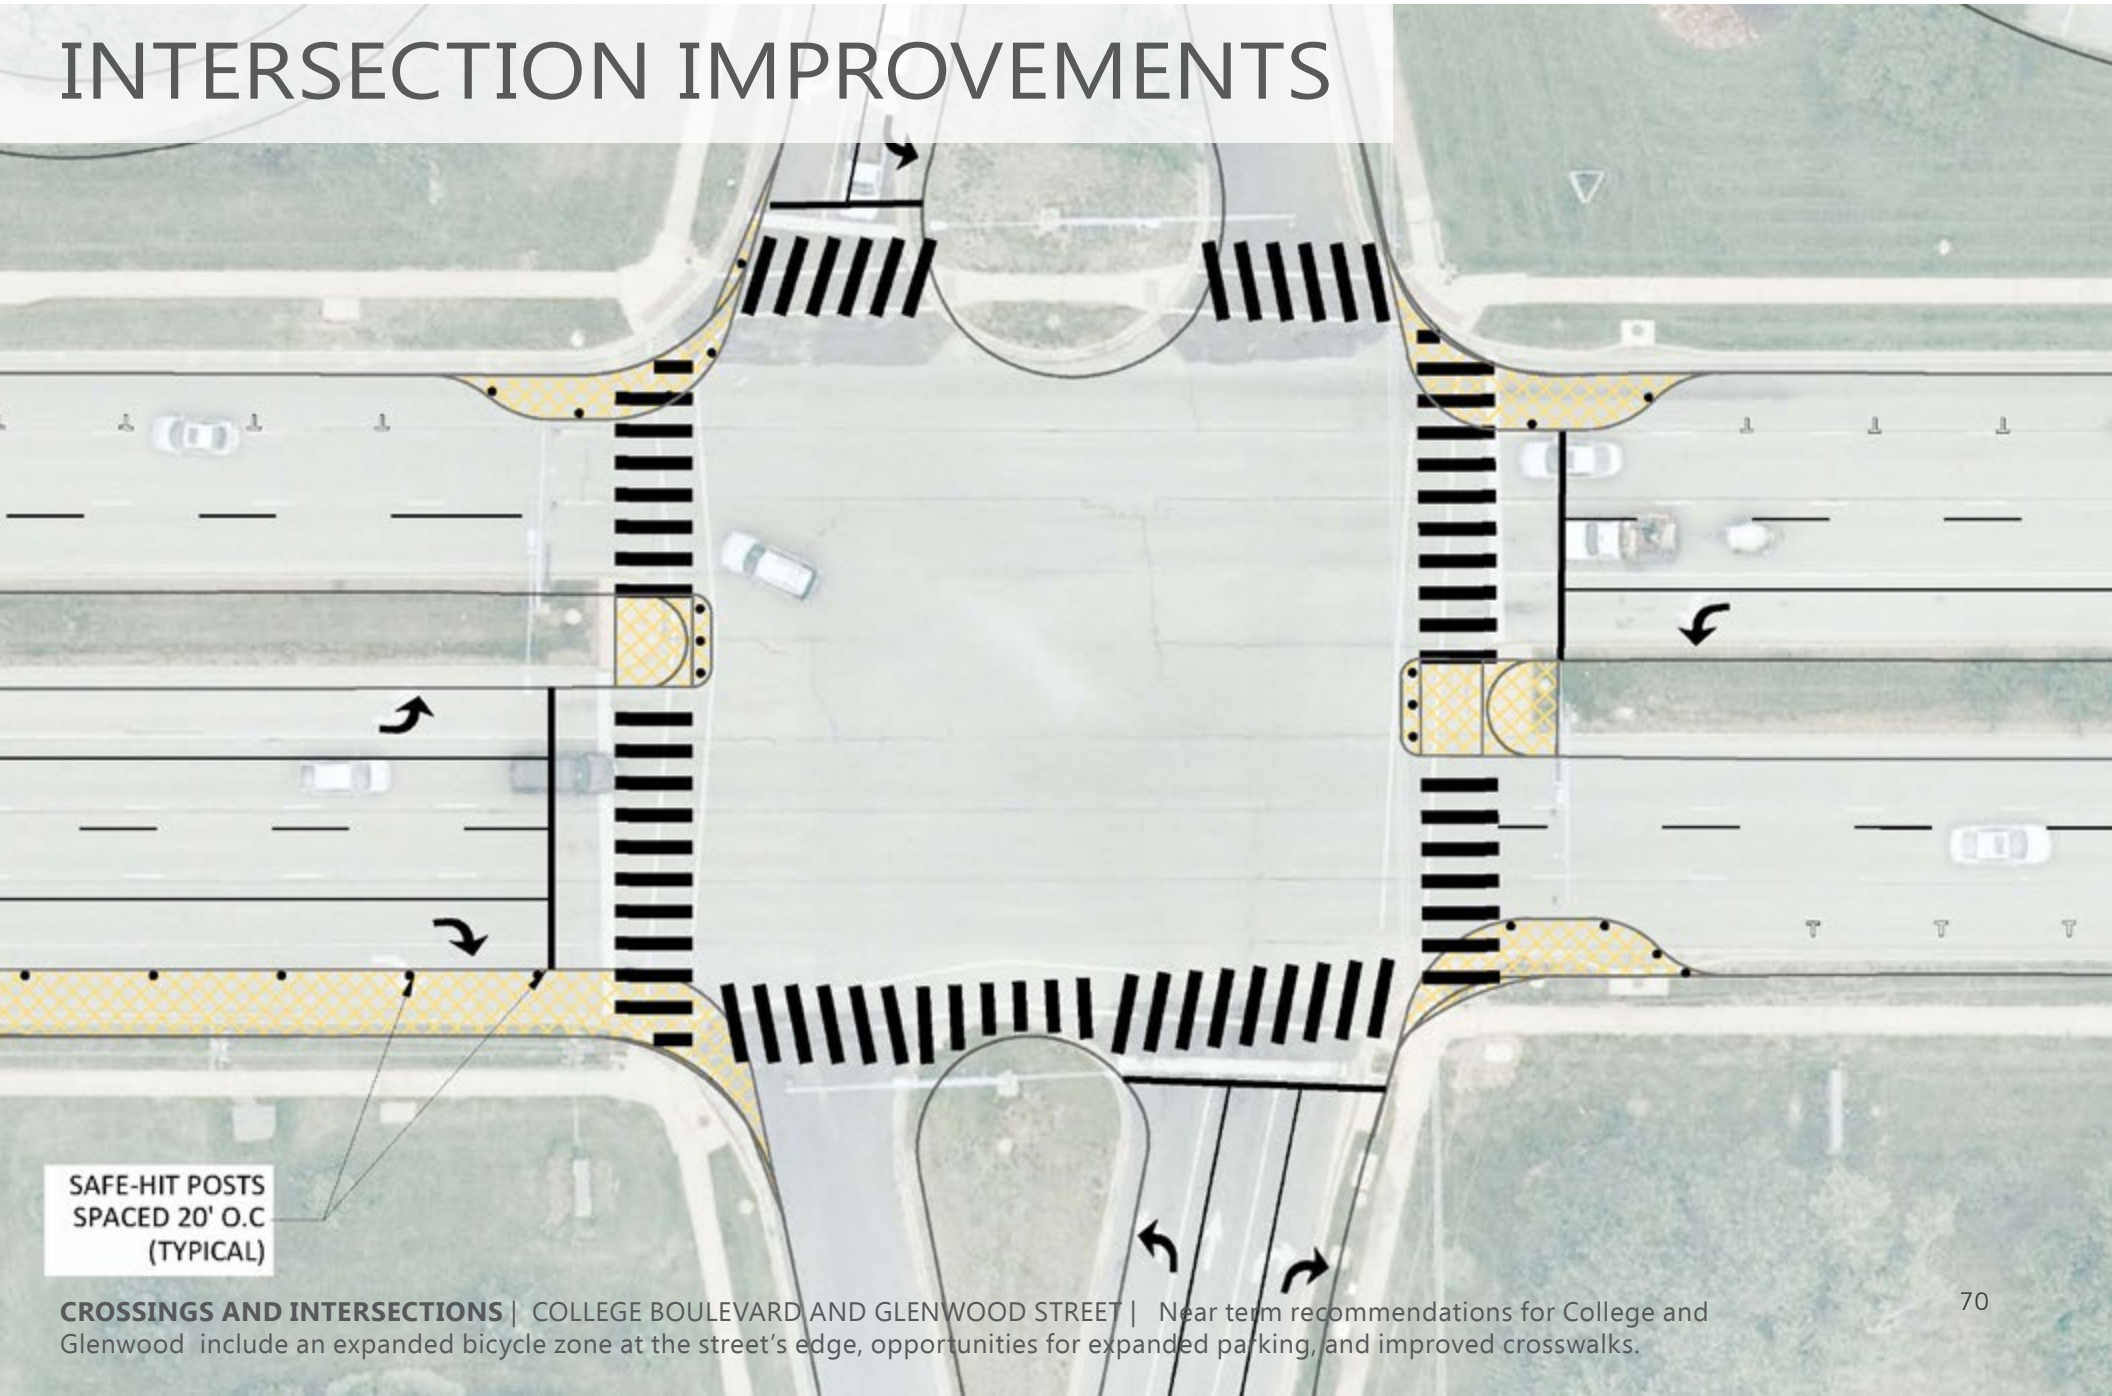 INTERSECTION IMPROVEMENTS
SAFE-HIT POSTS
SPACED 20' O.C
(TYPICAL)
CROSSINGS AND INTERSECTIONS | COLLEGE BOULEVARD AND GLENWOOD STREET | Near term recommendations for College and
Glenwood include an expanded bicycle zone at the street’s edge, opportunities for expanded parking, and improved crosswalks.
70